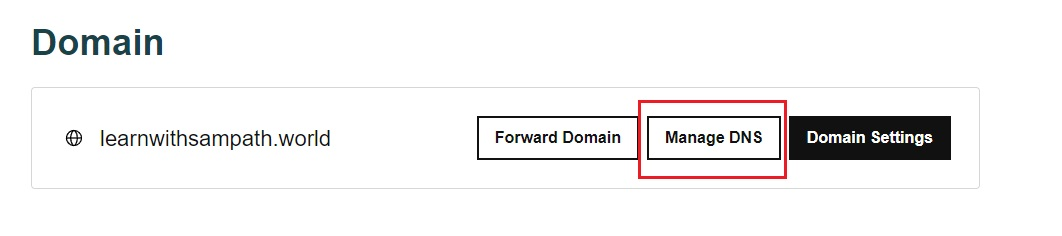 Domain
learnwithsampath.world
Forward Domain
Manage DNS
Domain Settings